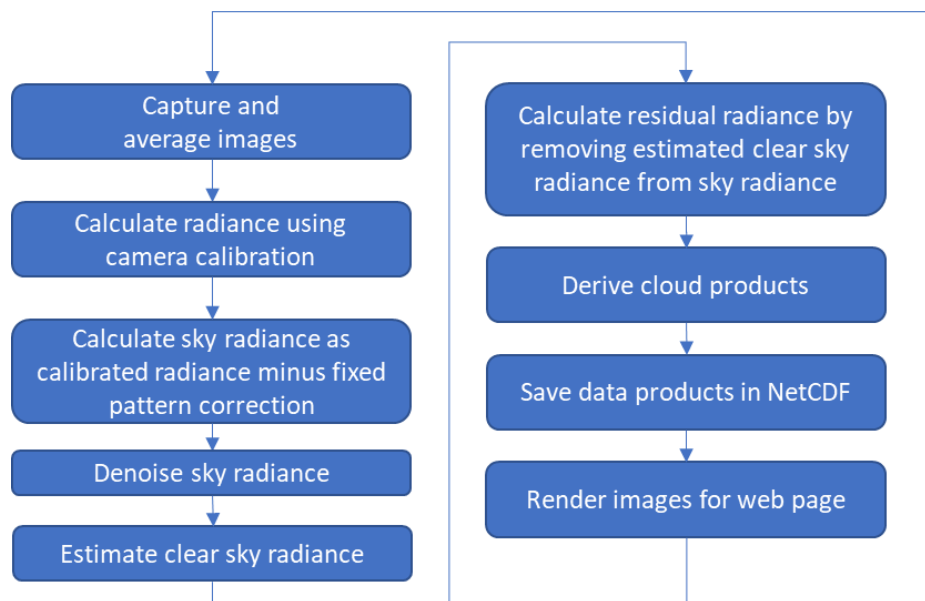 Capture and
average images
Calculate radiance using
camera calibration
Calculate sky radiance as
calibrated radiance minus fixed
pattern correction
Denoise sky radiance
Estimate clear sky radiance
Calculate residual radiance by
removing estimated clear sky
radiance from sky radiance
Derive cloud products
Save data products in NetCDF
Render images for web page